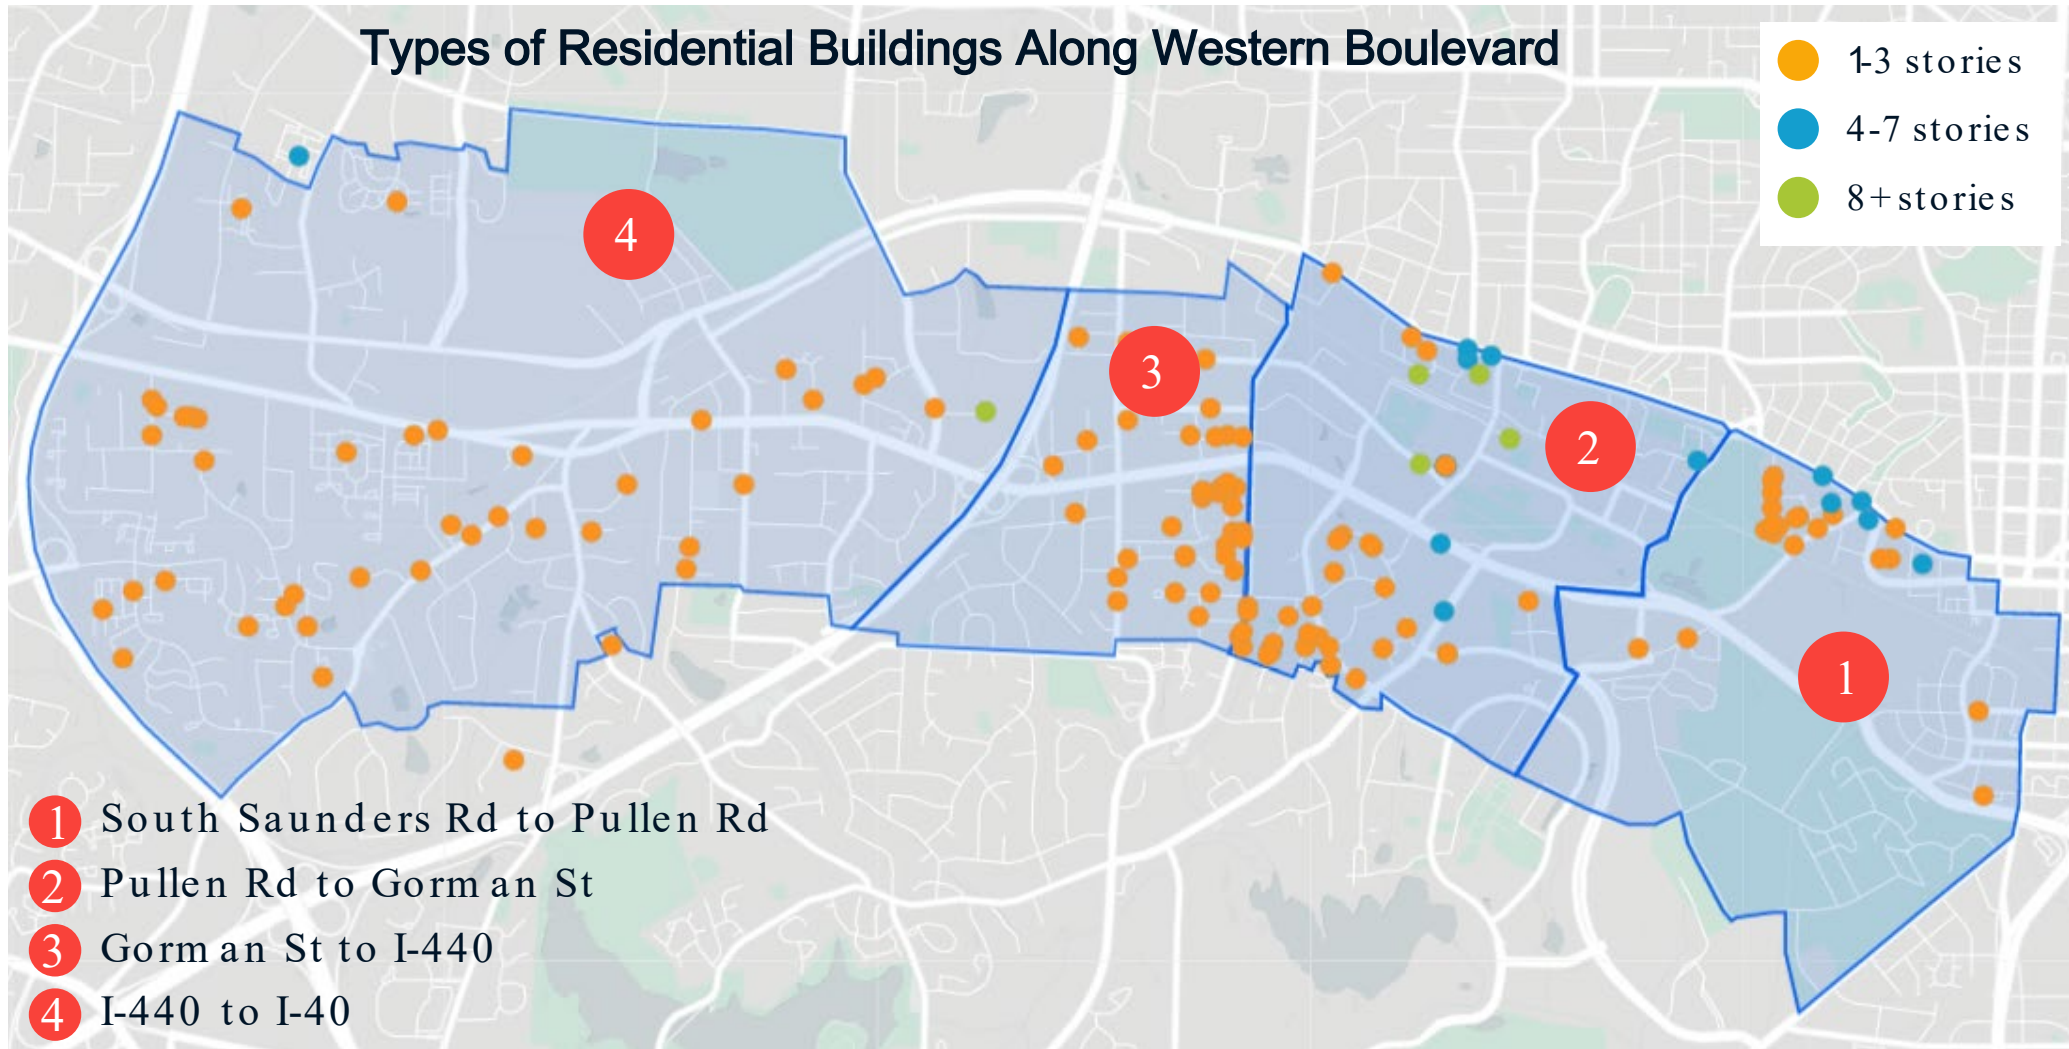 Types of Residential Buildings Along Western Boulevard
1-3 stories
4-7 stories
8+stories
4
3
2
1
1 South Saunders Rd to Pullen Rd
2 Pullen Rd to Gorman St
3 Gorman St to I-440
4 I-440 to I-40